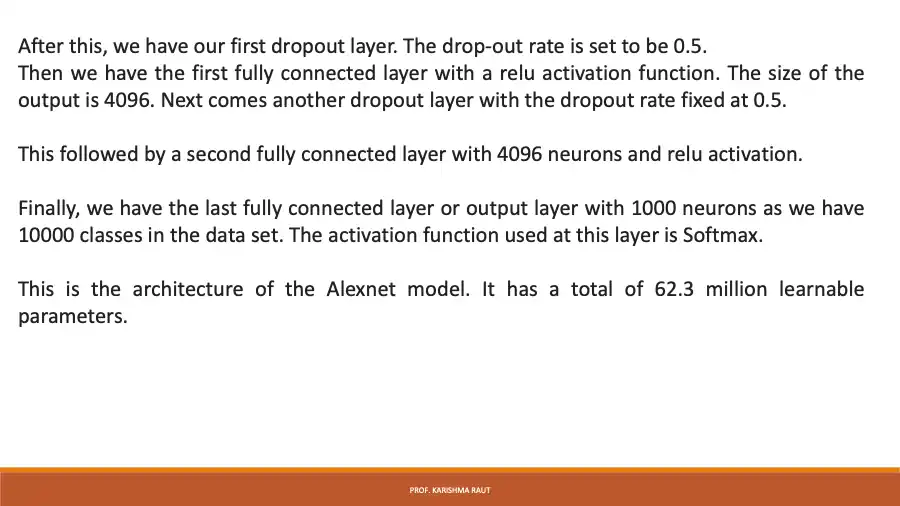 After this, we have our first dropout layer. The drop-out rate is set to be 0.5.
Then we have the first fully connected layer with a relu activation function. The size of the
output is 4096. Next comes another dropout layer with the dropout rate fixed at 0.5.
This followed by a second fully connected layer with 4096 neurons and relu activation.
Finally, we have the last fully connected layer or output layer with 1000 neurons as we have
10000 classes in the data set. The activation function used at this layer is Softmax.
This is the architecture of the Alexnet model. It has a total of 62.3 million learnable
parameters.
PROF. KARISHMA RAUT